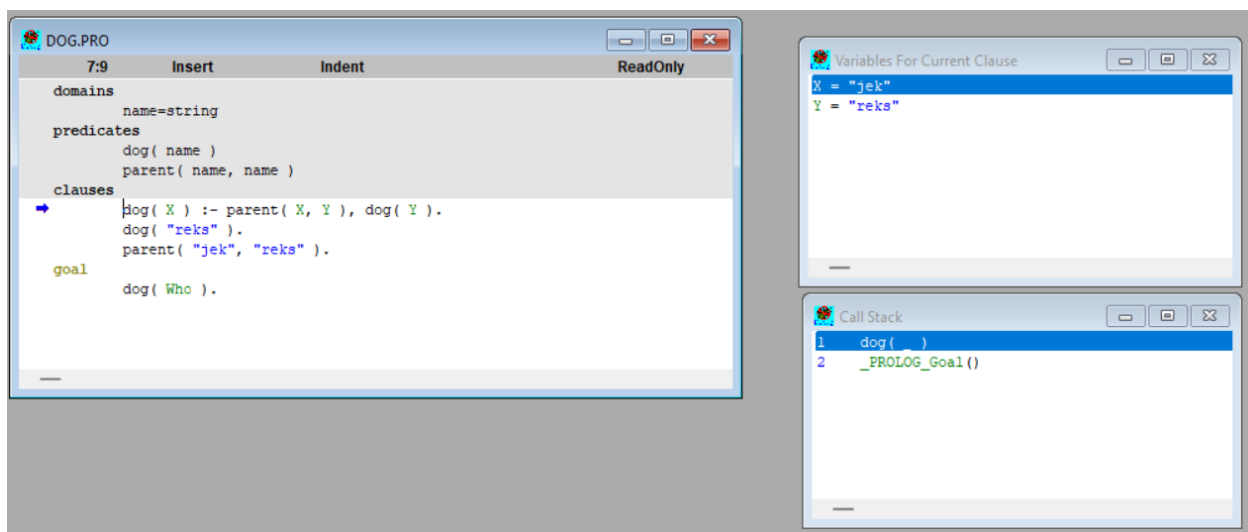 DOG.PRO
7:9 Insert Indent ReadOnly
domains
name=string
predicates
dog( name )
parent( name, name )
clauses
dog( X ) :- parent( X, Y ), dog( Y ).
dog( "reks" ).
parent( "jek", "reks" ).
goal
dog( Who ).
Variables For Current Clause
X = "jek"
Y = "reks"
Call Stack
1 dog( _ )
2 _PROLOG_Goal()